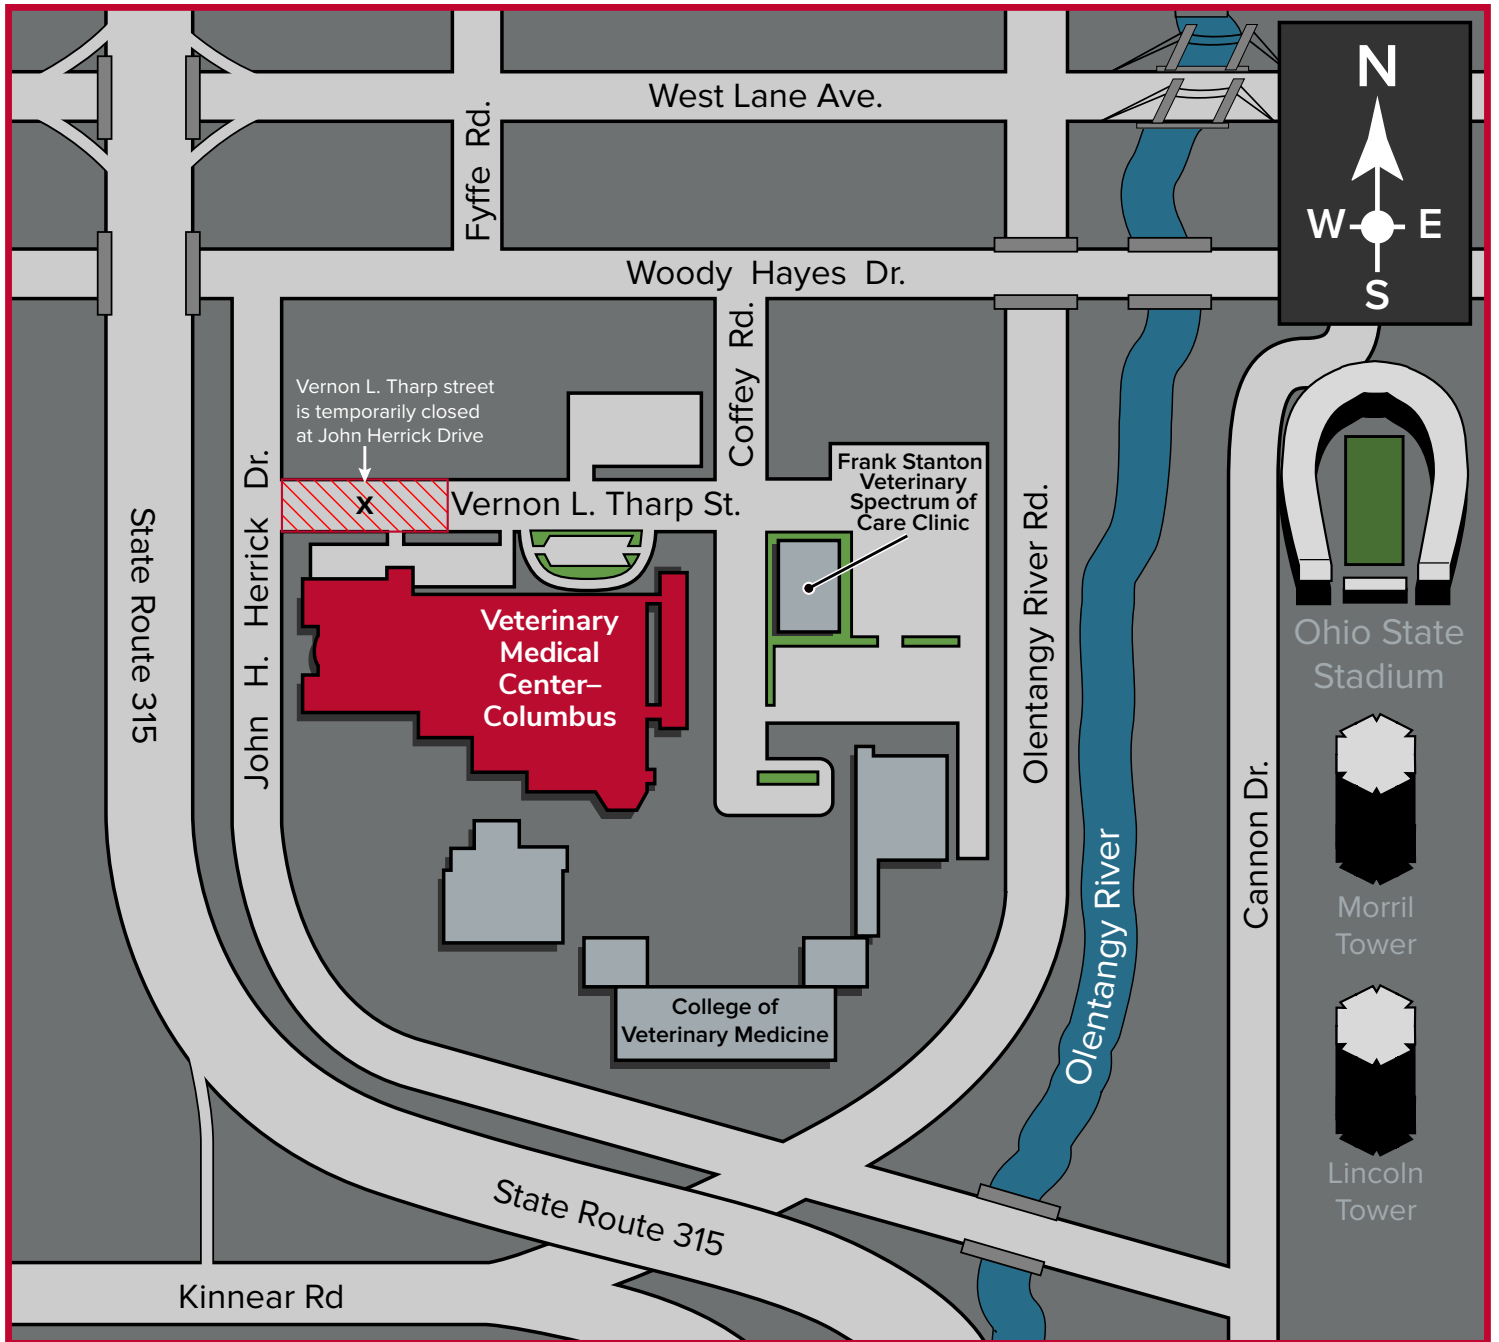 West Lane Ave.
N
W E
S
Fyffe Rd.
Woody Hayes Dr.
Coffey Rd.
Vernon L. Tharp street
is temporarily closed
at John Herrick Drive
X
Vernon L. Tharp St.
Frank Stanton
Veterinary
Spectrum of
Care Clinic
State Route 315
John H. Herrick Dr.
Veterinary
Medical
Center–
Columbus
Olentangy River Rd.
Ohio State
Stadium
Cannon Dr.
Olentangy River
Morril
Tower
College of
Veterinary Medicine
Lincoln
Tower
State Route 315
Kinnear Rd